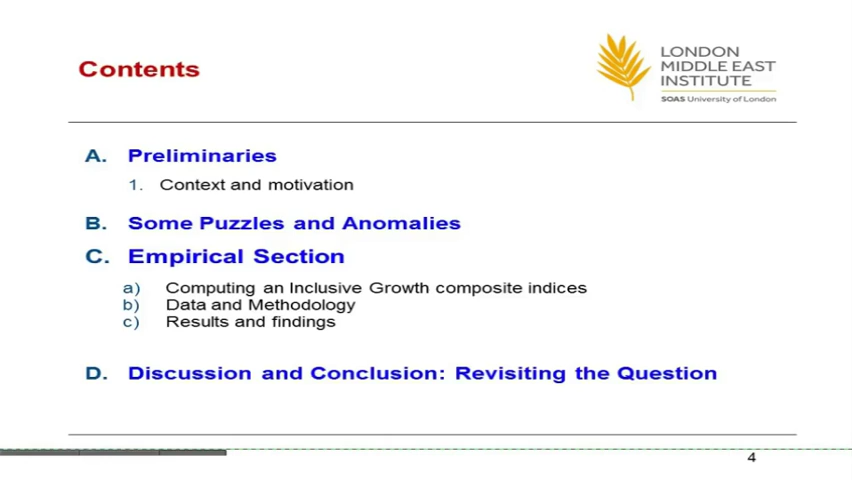 Contents
LONDON
MIDDLE EAST
INSTITUTE
SOAS University of London
A. Preliminaries
1. Context and motivation
B. Some Puzzles and Anomalies
C. Empirical Section
a) Computing an Inclusive Growth composite indices
b) Data and Methodology
c) Results and findings
D. Discussion and Conclusion: Revisiting the Question
4